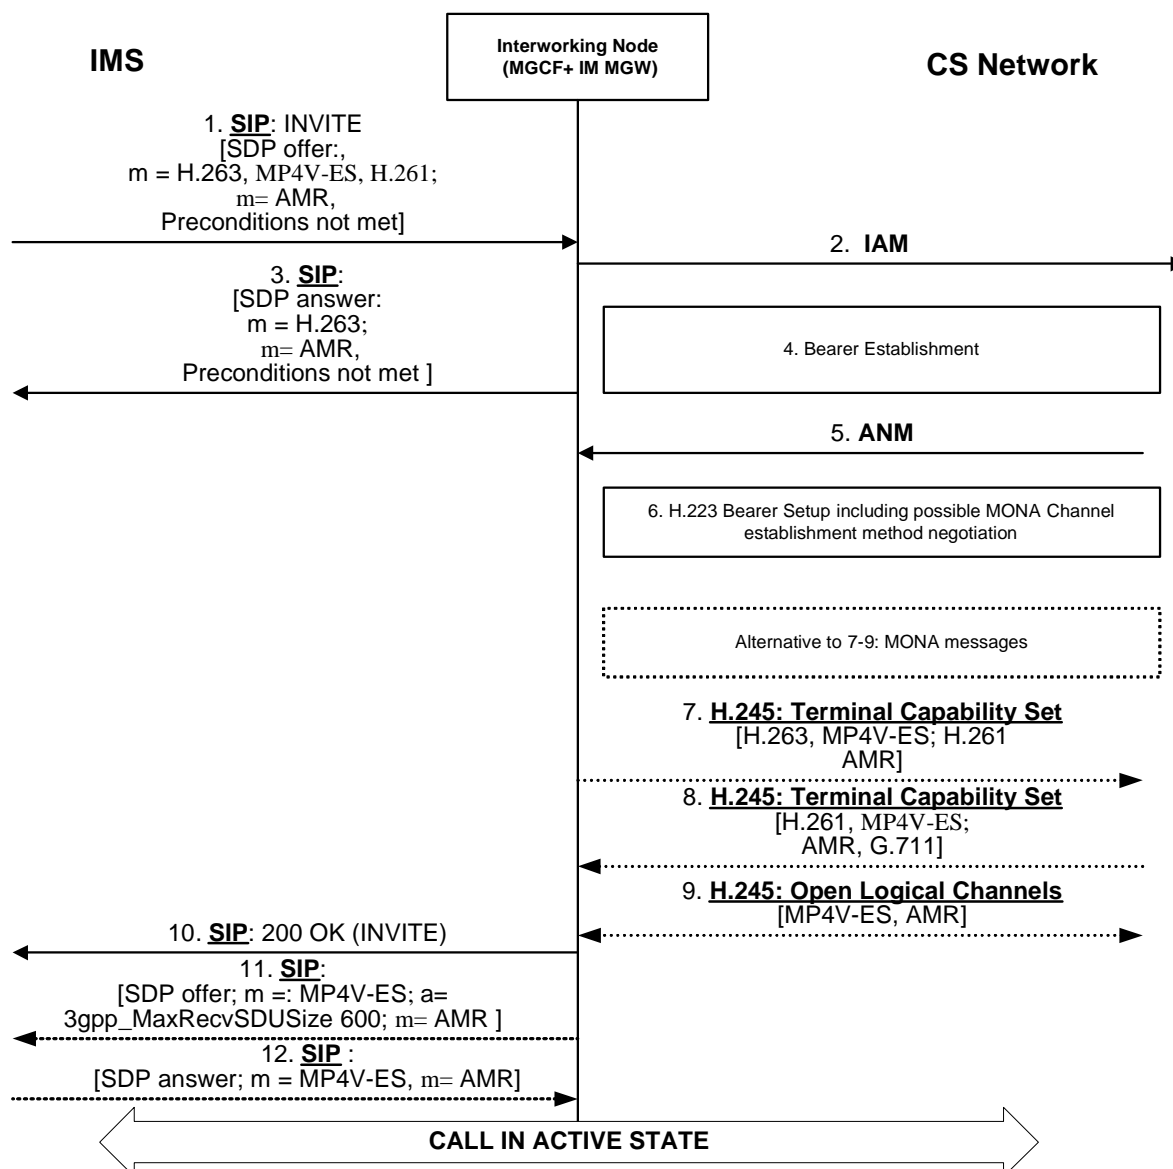 IMS
Interworking Node
(MGCF+ IM MGW)
CS Network
1. SIP: INVITE
[SDP offer:,
m = H.263, MP4V-ES, H.261;
m= AMR,
Preconditions not met]
2. IAM
3. SIP:
[SDP answer:
m = H.263;
m= AMR,
Preconditions not met ]
4. Bearer Establishment
5. ANM
6. H.223 Bearer Setup including possible MONA Channel
establishment method negotiation
Alternative to 7-9: MONA messages
7. H.245: Terminal Capability Set
[H.263, MP4V-ES; H.261
AMR]
8. H.245: Terminal Capability Set
[H.261, MP4V-ES;
AMR, G.711]
9. H.245: Open Logical Channels
[MP4V-ES, AMR]
10. SIP: 200 OK (INVITE)
11. SIP:
[SDP offer; m =: MP4V-ES; a=
3gpp_MaxRecvSDUSize 600; m= AMR ]
12. SIP :
[SDP answer; m = MP4V-ES, m= AMR]
CALL IN ACTIVE STATE